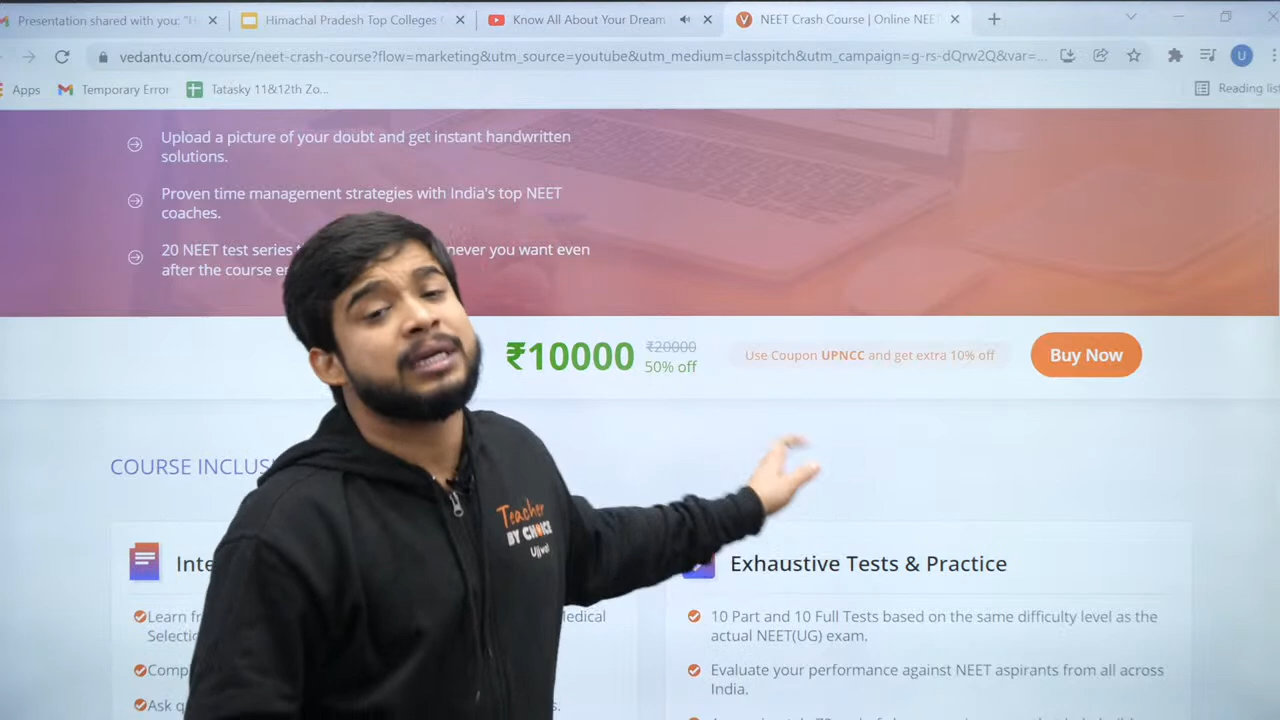 Presentation shared with you: "H
Himachal Pradesh Top Colleges
Know All About Your Dream
NEET Crash Course | Online NEET
vedantu.com/course/neet-crash-course?flow=marketing&utm_source=youtube&utm_medium=classpitch&utm_campaign=g-rs-dQrw2Q&var=...
U
Apps
Temporary Error
Tatasky 11&12th Zo...
Reading list
Upload a picture of your doubt and get instant handwritten
solutions.
Proven time management strategies with India's top NEET
coaches.
20 NEET test series
never you want even
after the course e
₹10000
₹20000
50% off
Use Coupon UPNCC and get extra 10% off
Buy Now
COURSE INCLUS
Teacher
BY CHOICE
Ujjwal
Inte
Learn fr
edical
Selectio
Comp
Ask q
s.
Exhaustive Tests & Practice
10 Part and 10 Full Tests based on the same difficulty level as the
actual NEET(UG) exam.
Evaluate your performance against NEET aspirants from all across
India.